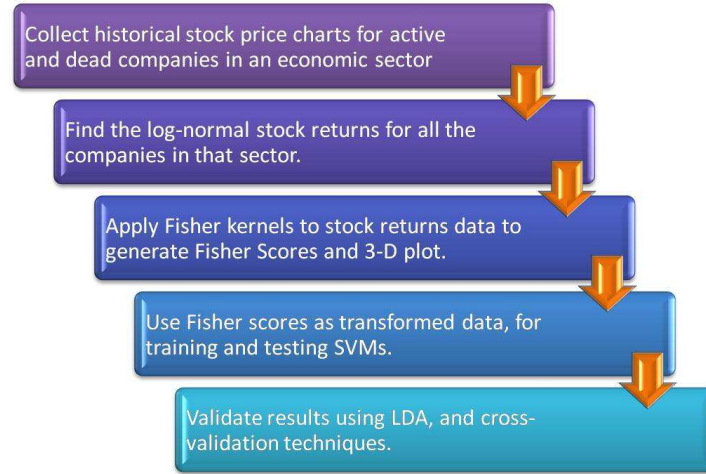 Collect historical stock price charts for active
and dead companies in an economic sector
Find the log-normal stock returns for all the
companies in that sector.
Apply Fisher kernels to stock returns data to
generate Fisher Scores and 3-D plot.
Use Fisher scores as transformed data, for
training and testing SVMs.
Validate results using LDA, and cross-
validation techniques.